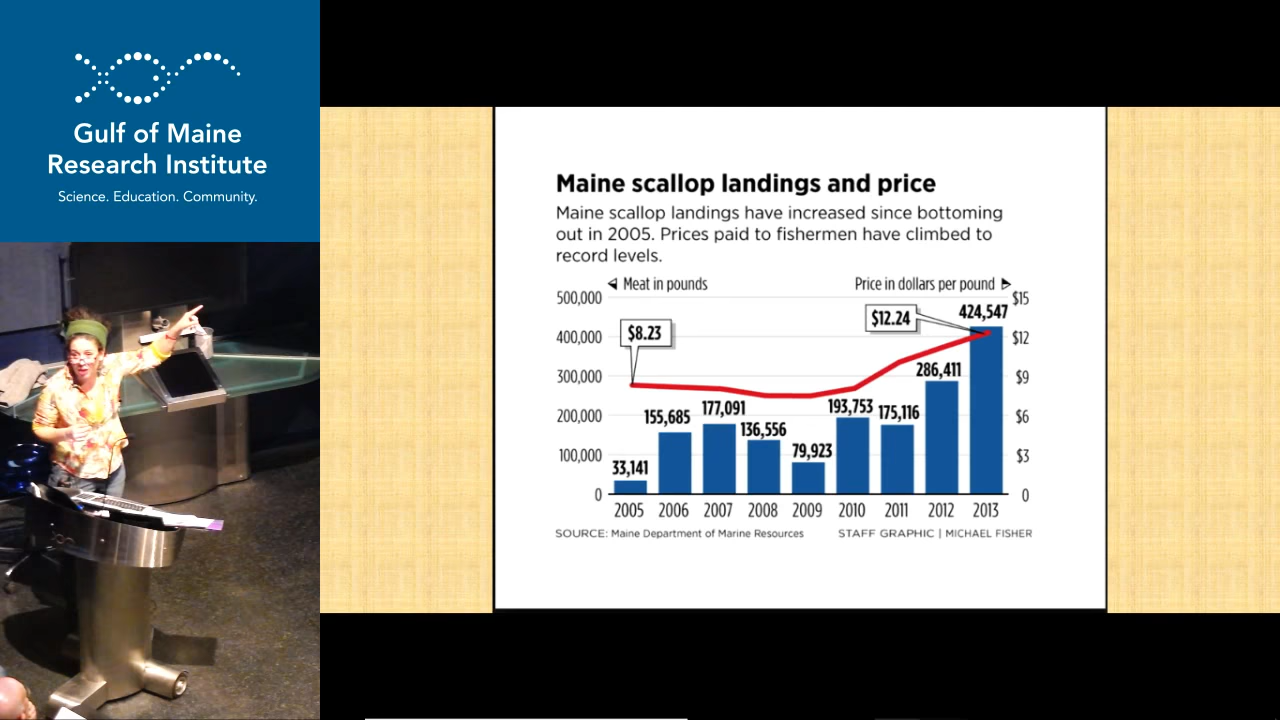 Gulf of Maine
Research Institute
Science. Education. Community.
Maine scallop landings and price
Maine scallop landings have increased since bottoming
out in 2005. Prices paid to fishermen have climbed to
record levels.
Meat in pounds
Price in dollars per pound
500,000
400,000
300,000
200,000
100,000
0
$15
$12
$9
$6
$3
0
$8.23
$12.24
33,141
155,685
177,091
136,556
79,923
193,753
175,116
286,411
424,547
2005 2006 2007 2008 2009 2010 2011 2012 2013
SOURCE: Maine Department of Marine Resources
STAFF GRAPHIC | MICHAEL FISHER